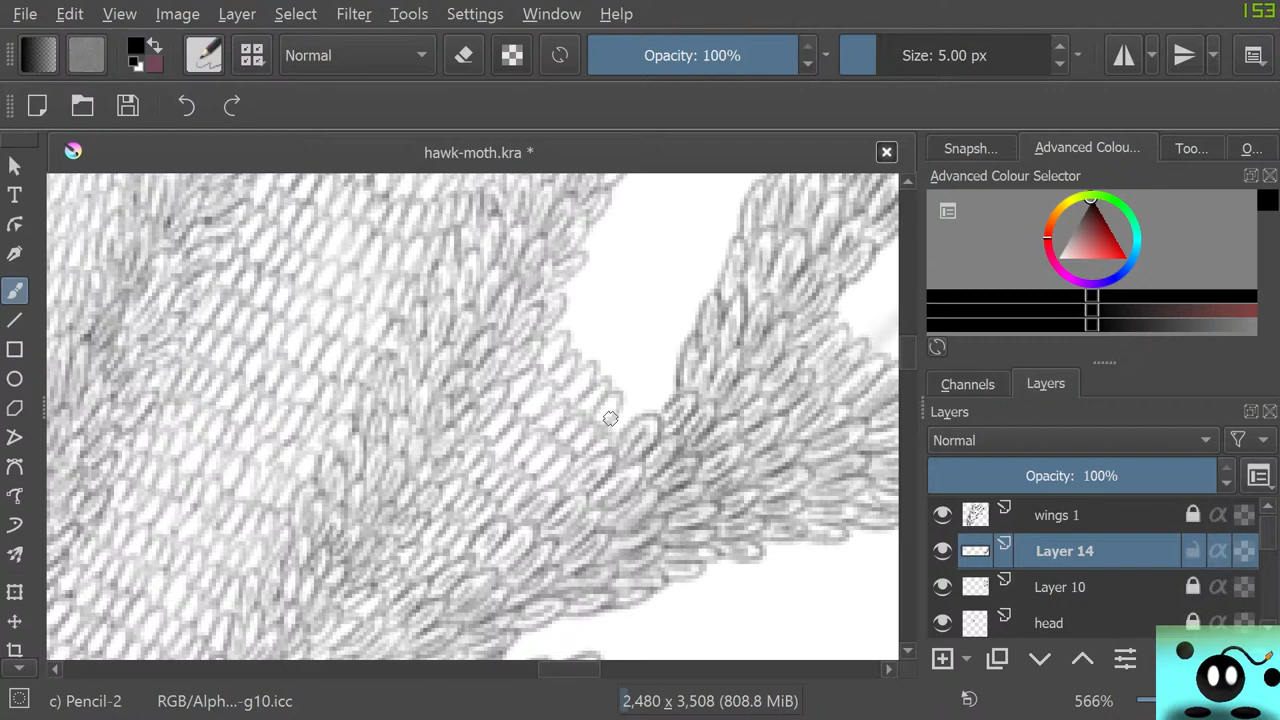 File Edit View Image Layer Select Filter Tools Settings Window Help
153
Normal
Opacity: 100%
Size: 5.00 px
hawk-moth.kra *
Snapsh...
Advanced Colou...
Too...
O...
Advanced Colour Selector
Channels
Layers
Layers
Normal
Opacity: 100%
wings 1
Layer 14
Layer 10
head
c) Pencil-2
RGB/Alph...-g10.icc
2,480 x 3,508 (808.8 MiB)
566%